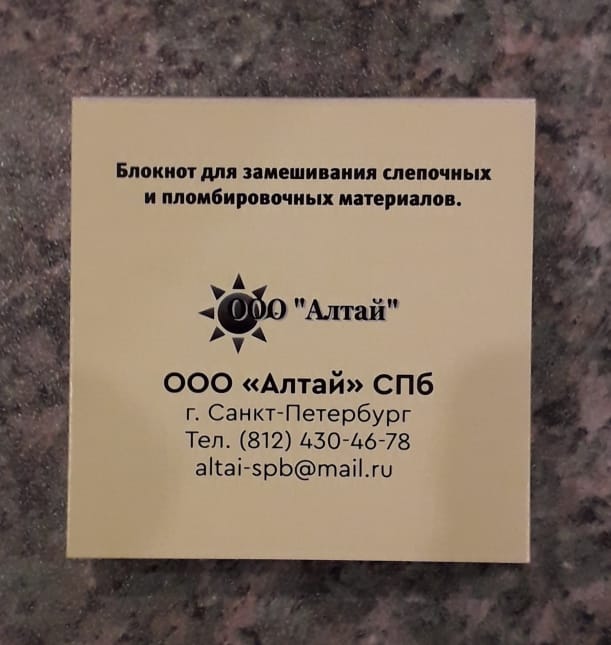 Блокнот для замешивания слепочных
и пломбировочных материалов.
ООО "Алтай"
ООО «Алтай» СПб
г. Санкт-Петербург
Тел. (812) 430-46-78
altai-spb@mail.ru